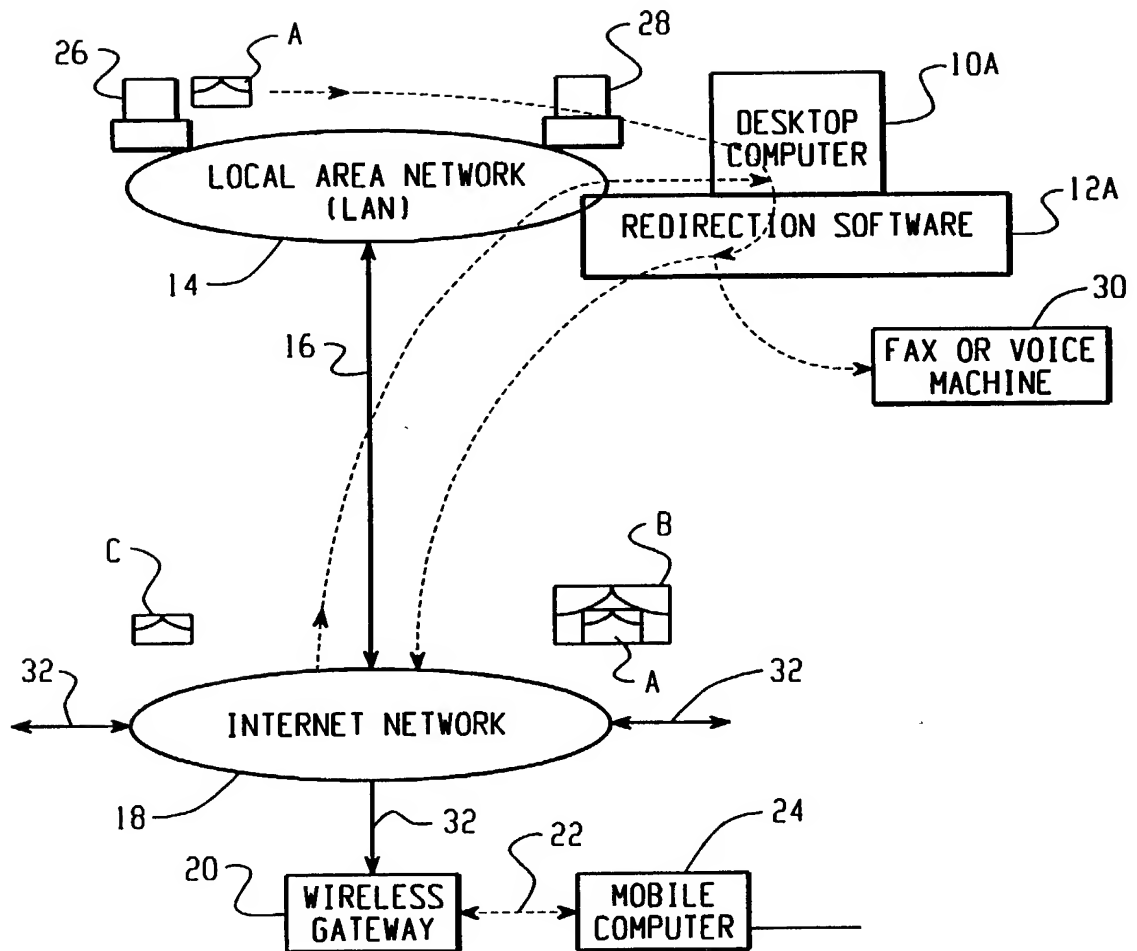 26
A
28
10A
DESKTOP
COMPUTER
LOCAL AREA NETWORK
(LAN)
12A
REDIRECTION SOFTWARE
14
30
16
FAX OR VOICE
MACHINE
C
B
A
32
32
INTERNET NETWORK
18
32
24
20
22
WIRELESS
GATEWAY
MOBILE
COMPUTER